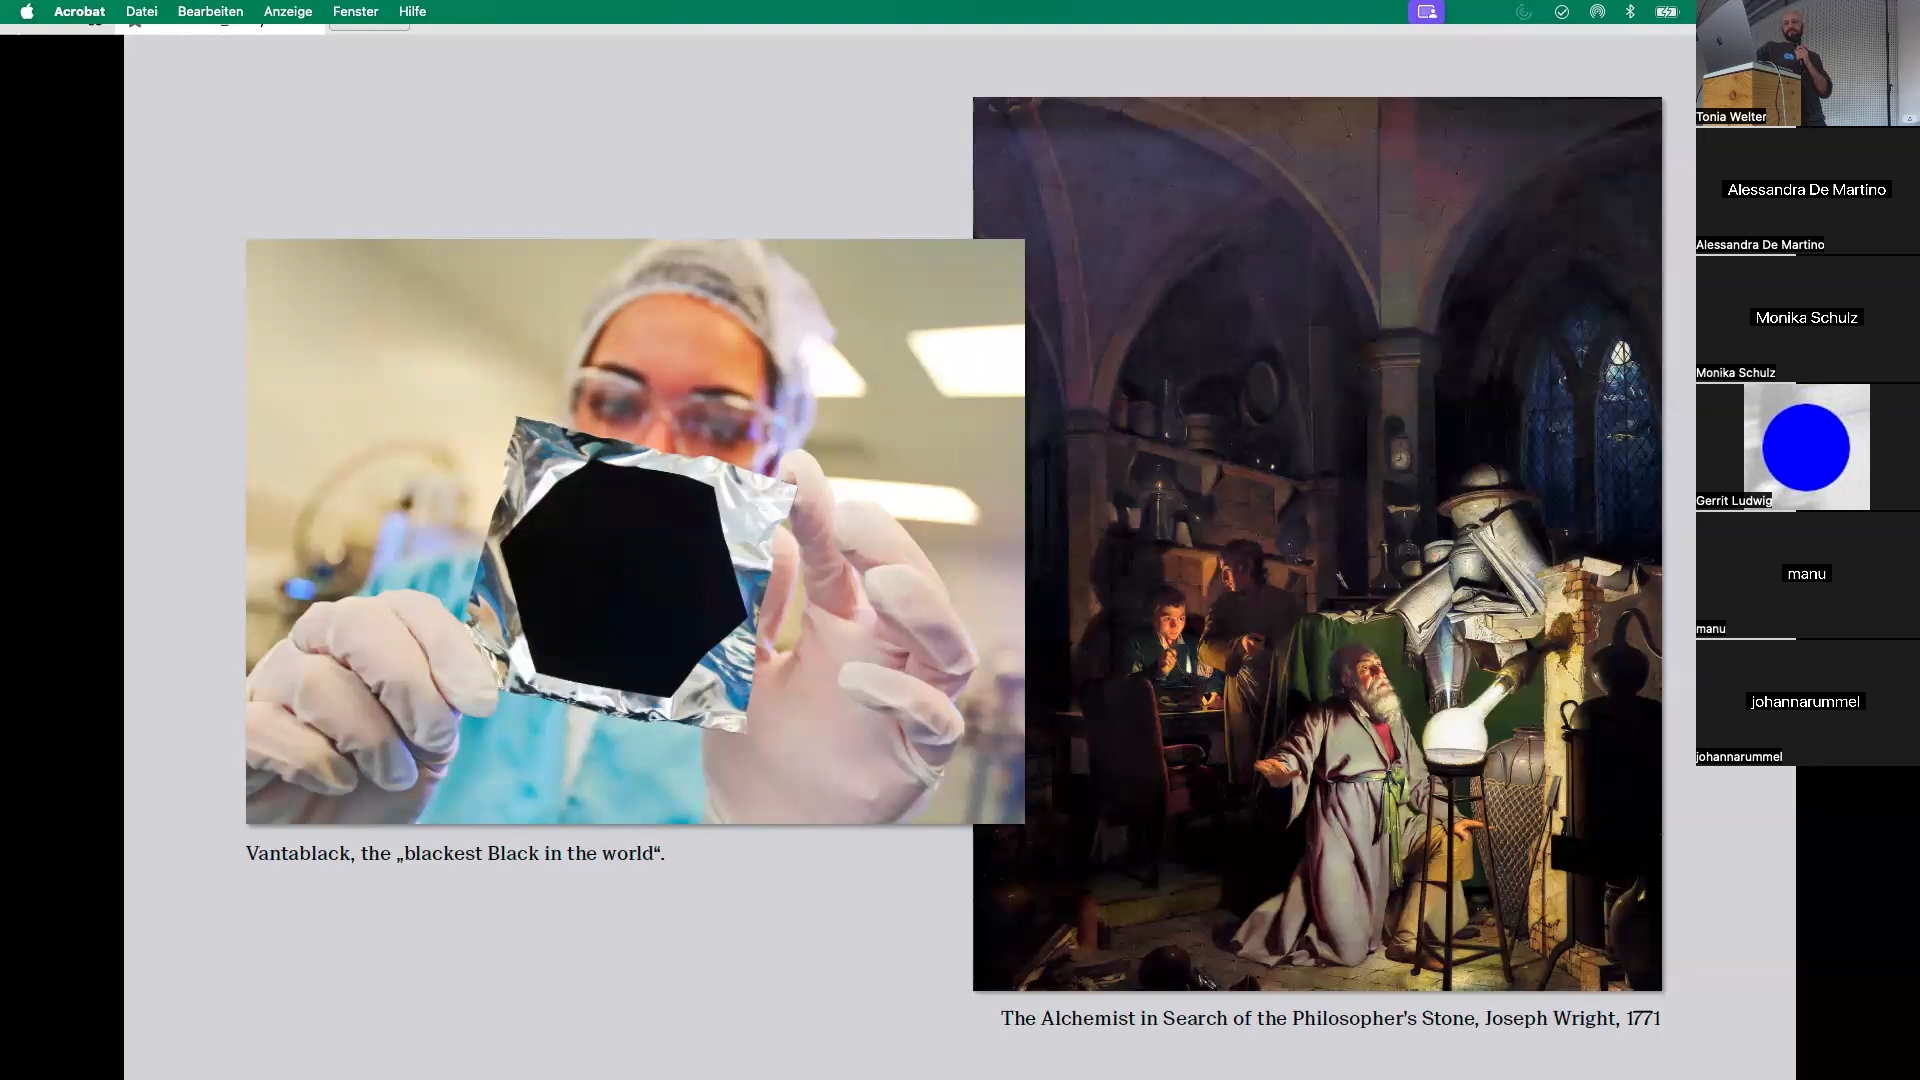 Acrobat Datei Bearbeiten Anzeige Fenster Hilfe
Tonia Welter
Alessandra De Martino
Alessandra De Martino
Monika Schulz
Monika Schulz
Gerrit Ludwig
manu
manu
johannarummel
johannarummel
Vantablack, the „blackest Black in the world“.
The Alchemist in Search of the Philosopher's Stone, Joseph Wright, 1771